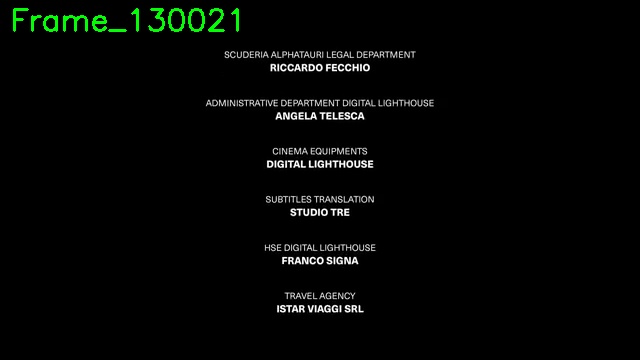 Frame_130021
SCUDERIA ALPHATAURI LEGAL DEPARTMENT
RICCARDO FECCHIO
ADMINISTRATIVE DEPARTMENT DIGITAL LIGHTHOUSE
ANGELA TELESCA
CINEMA EQUIPMENTS
DIGITAL LIGHTHOUSE
SUBTITLES TRANSLATION
STUDIO TRE
HSE DIGITAL LIGHTHOUSE
FRANCO SIGNA
TRAVEL AGENCY
ISTAR VIAGGI SRL